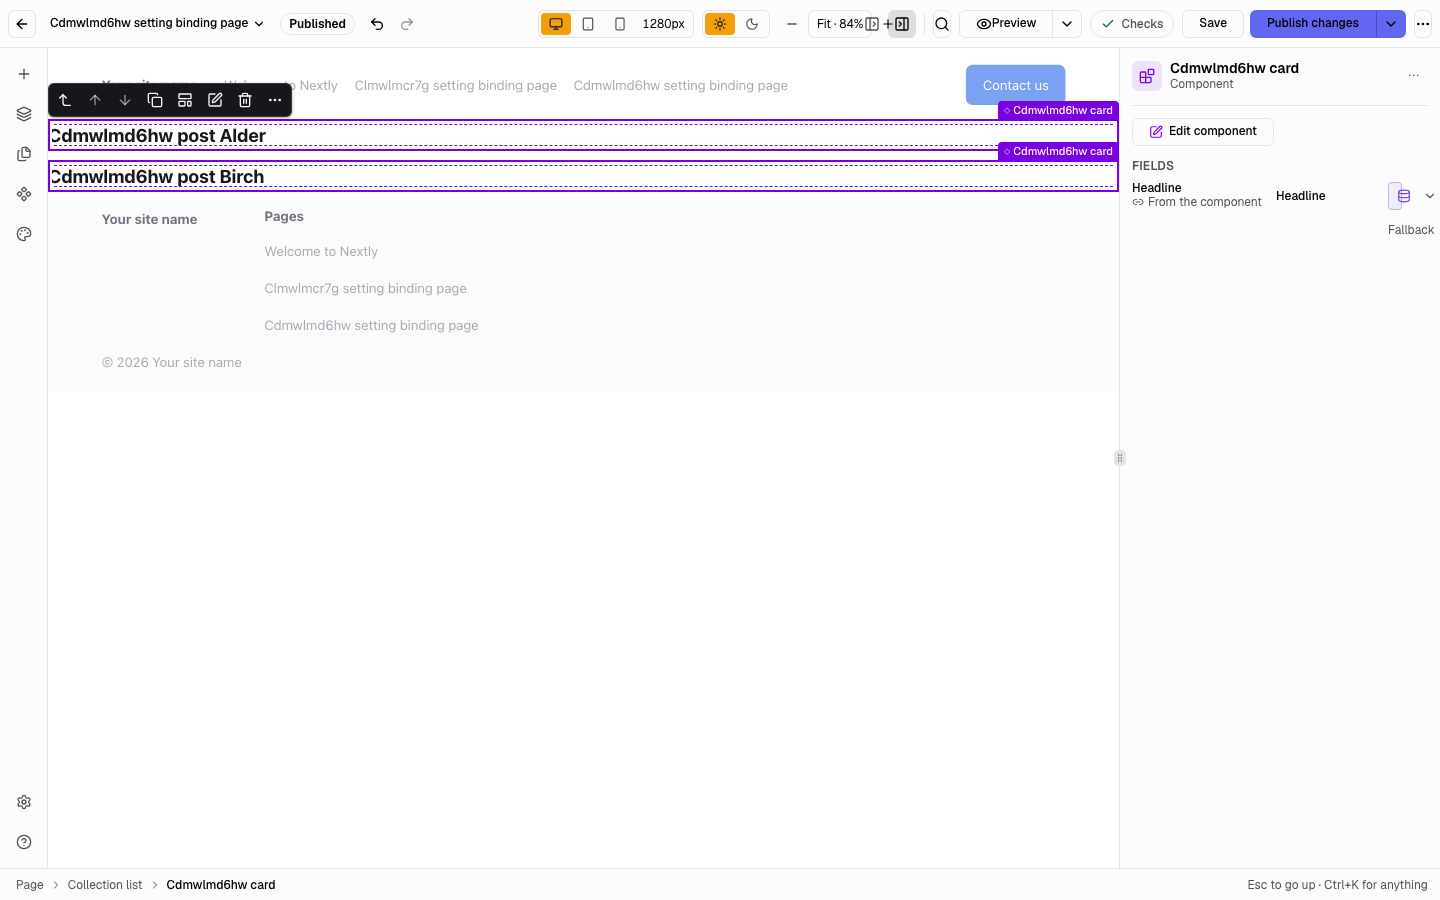 Cdmwlmd6hw setting binding page
Published
1280px
Fit · 84%
Preview
Checks
Save
Publish changes
to Nextly
Clmwlmcr7g setting binding page
Cdmwlmd6hw setting binding page
Contact us
Cdmwlmd6hw card
Cdmwlmd6hw post Alder
Cdmwlmd6hw card
Cdmwlmd6hw post Birch
Your site name
Pages
Welcome to Nextly
Clmwlmcr7g setting binding page
Cdmwlmd6hw setting binding page
© 2026 Your site name
Cdmwlmd6hw card
Component
Edit component
FIELDS
Headline
From the component
Headline
Fallback
Page
Collection list
Cdmwlmd6hw card
Esc to go up · Ctrl+K for anything